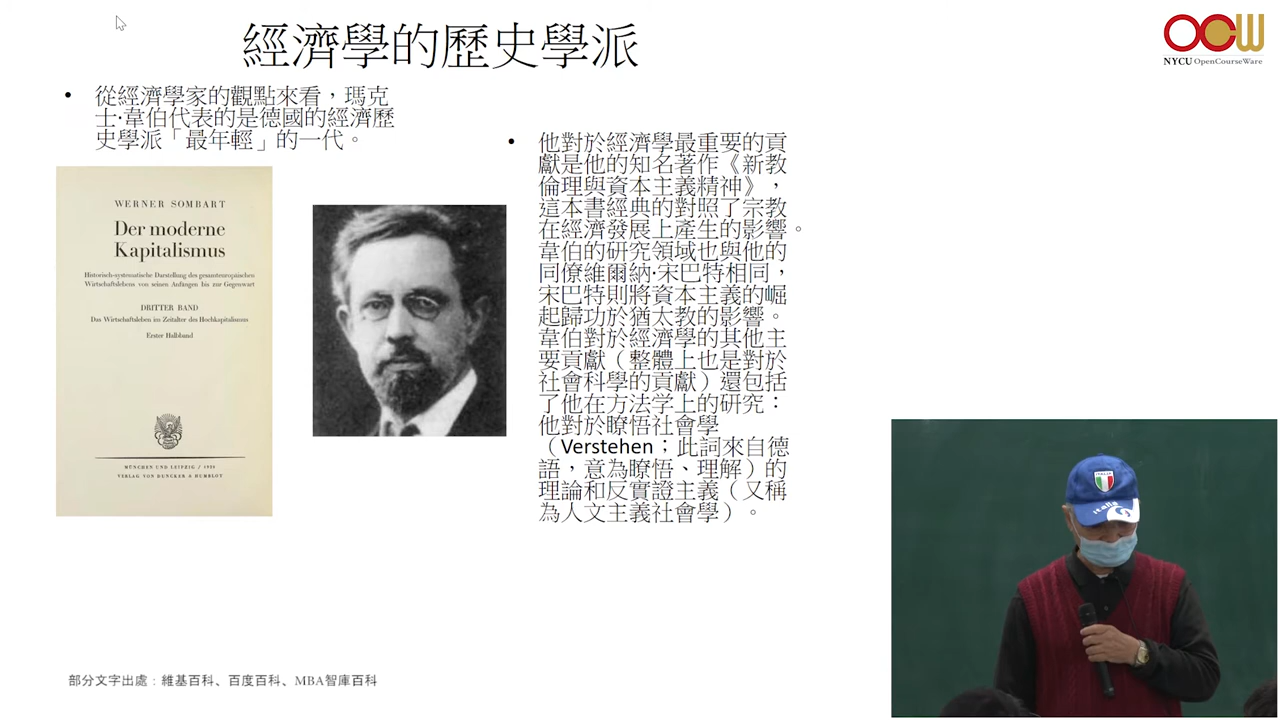 經濟學的歷史學派
OCW
NYCU OpenCourseWare
• 從經濟學家的觀點來看，瑪克
士·韋伯代表的是德國的經濟歷
史學派「最年輕」的一代。
WERNER SOMBART
Der moderne
Kapitalismus
Historisch-systematische Darstellung des gesamteuropäischen
Wirtschaftslebens von seinen Anfängen bis zur Gegenwart
DRITTER BAND
Das Wirtschaftsleben im Zeitalter des Hochkapitalismus
Erster Halbband
MÜNCHEN UND LEIPZIG
VERLAG VON DUNCKER & HUMBLOT
• 他對於經濟學最重要的貢
獻是他的知名著作《新教
倫理與資本主義精神》，
這本書經典的對照了宗教
在經濟發展上產生的影響。
韋伯的研究領域也與他的
同僚維爾納·宋巴特相同，
宋巴特則將資本主義的崛
起歸功於猶太教的影響。
韋伯對於經濟學的其他主
要貢獻（整體上也是對於
社會科學的貢獻）還包括
了他在方法学上的研究：
他對於瞭悟社會學
（Verstehen；此詞來自德
語，意為瞭悟、理解）的
理論和反實證主義（又稱
為人文主義社會學）。
ITALIA
italia
部分文字出處：維基百科、百度百科、MBA智庫百科